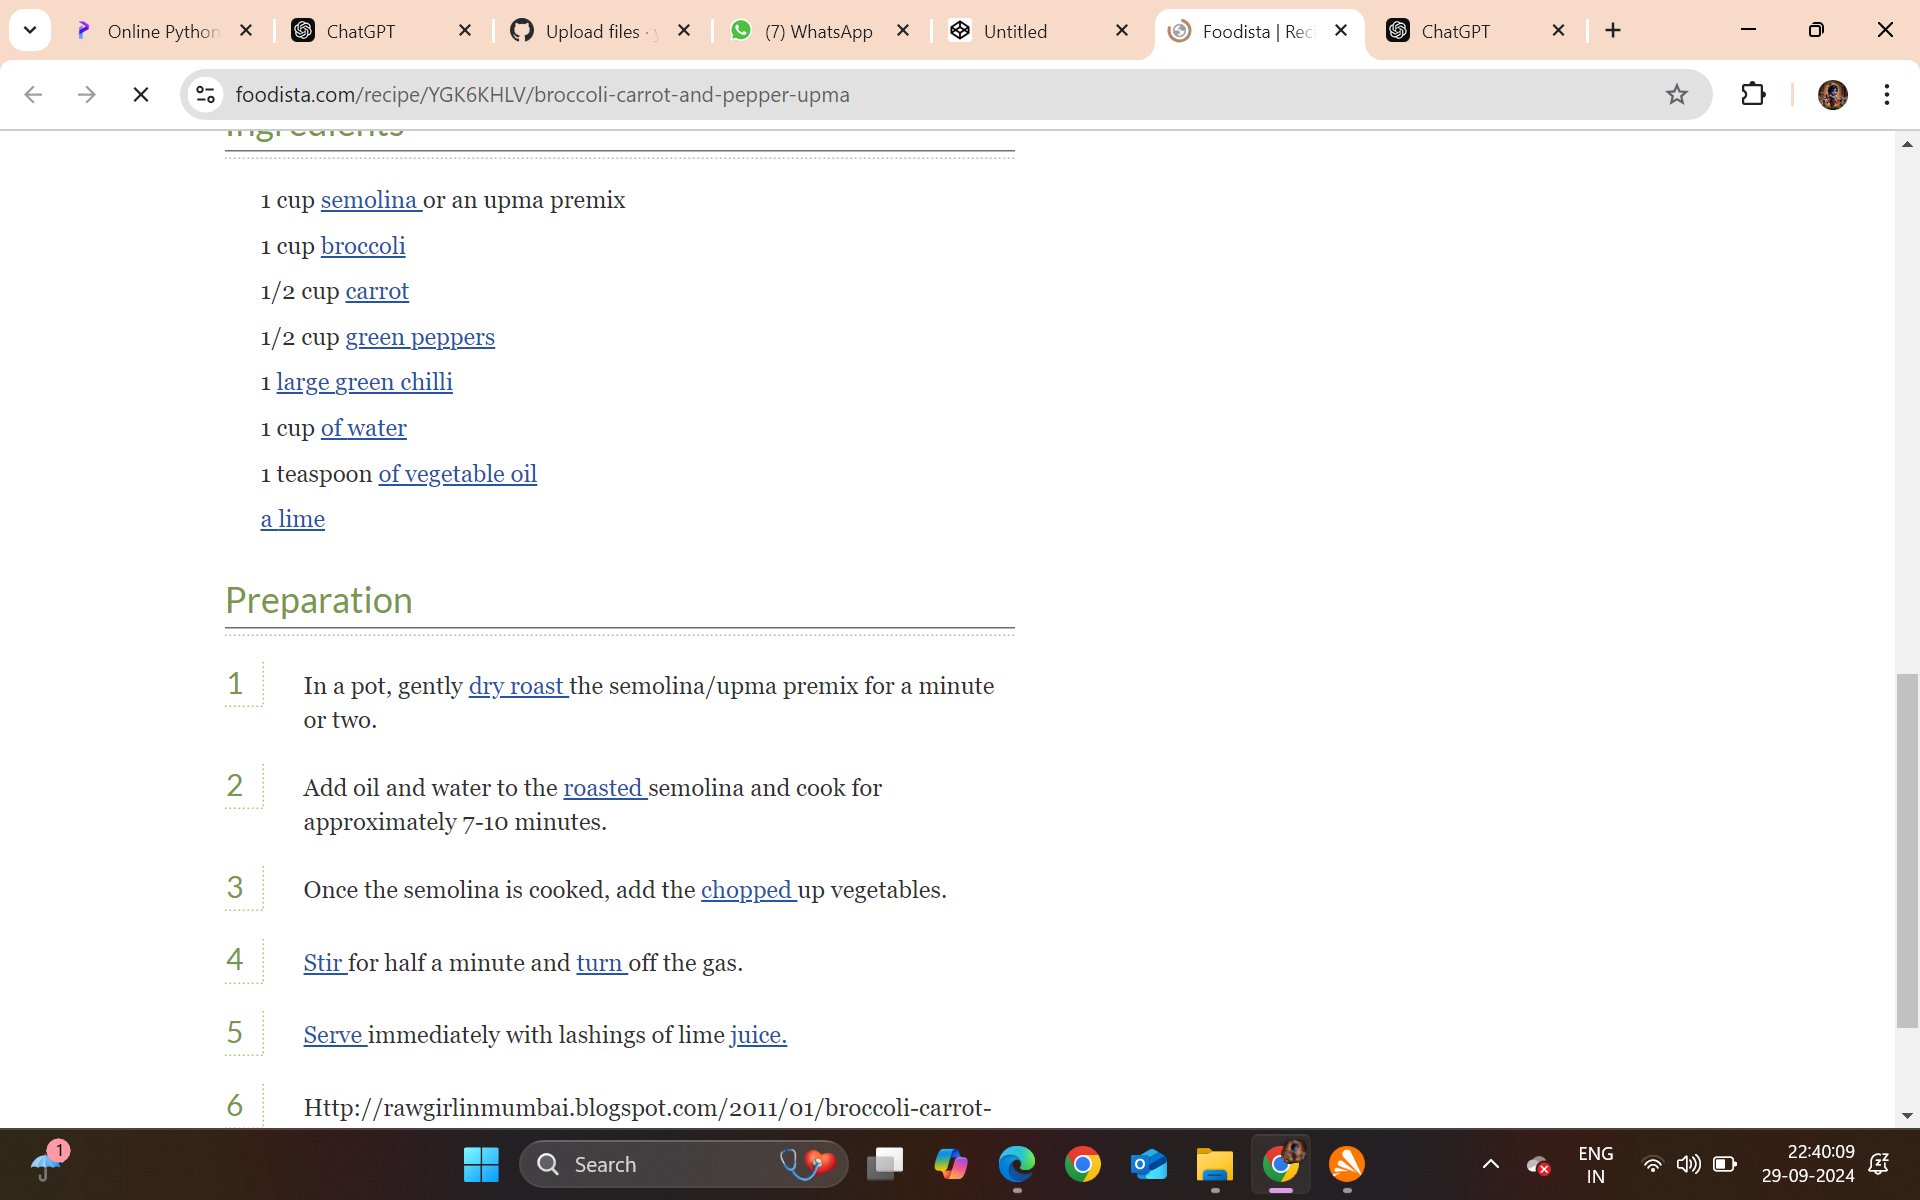 Online Python
ChatGPT
Upload files ·
(7) WhatsApp
Untitled
Foodista | Reci
ChatGPT
foodista.com/recipe/YGK6KHLV/broccoli-carrot-and-pepper-upma
Ingredients
1 cup semolina or an upma premix
1 cup broccoli
1/2 cup carrot
1/2 cup green peppers
1 large green chilli
1 cup of water
1 teaspoon of vegetable oil
a lime
Preparation
1
In a pot, gently dry roast the semolina/upma premix for a minute
or two.
2
Add oil and water to the roasted semolina and cook for
approximately 7-10 minutes.
3
Once the semolina is cooked, add the chopped up vegetables.
4
Stir for half a minute and turn off the gas.
5
Serve immediately with lashings of lime juice.
6
Http://rawgirlinmumbai.blogspot.com/2011/01/broccoli-carrot-
1
Search
ENG
IN
22:40:09
29-09-2024